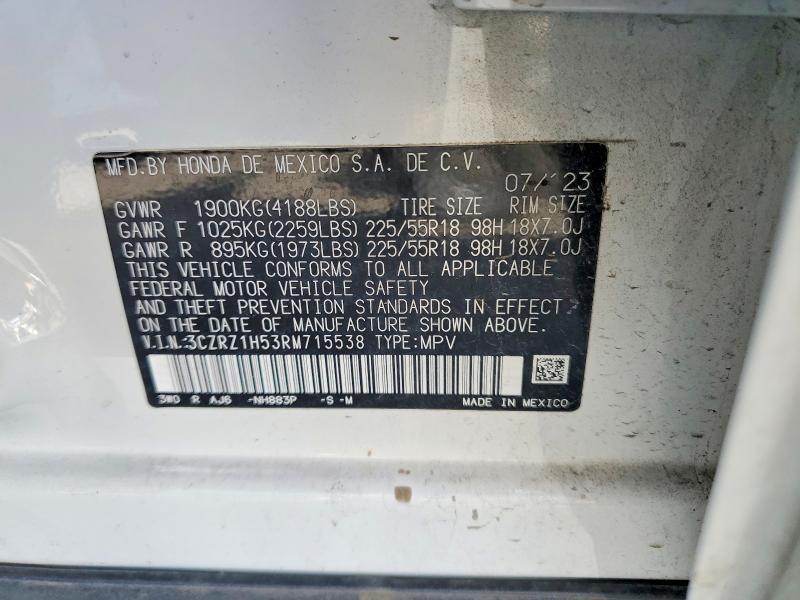 MFD.BY HONDA DE MEXICO S.A. DE C.V.
07/'23
GVWR 1900KG(4188LBS) TIRE SIZE RIM SIZE
GAWR F 1025KG(2259LBS) 225/55R18 98H 18X7.0J
GAWR R 895KG(1973LBS) 225/55R18 98H 18X7.0J
THIS VEHICLE CONFORMS TO ALL APPLICABLE
FEDERAL MOTOR VEHICLE SAFETY
AND THEFT PREVENTION STANDARDS IN EFFECT
ON THE DATE OF MANUFACTURE SHOWN ABOVE.
V.I.N.:3CZRZ1H53RM715538 TYPE:MPV
3W0 R AJ6 -NH883P -S -M MADE IN MEXICO